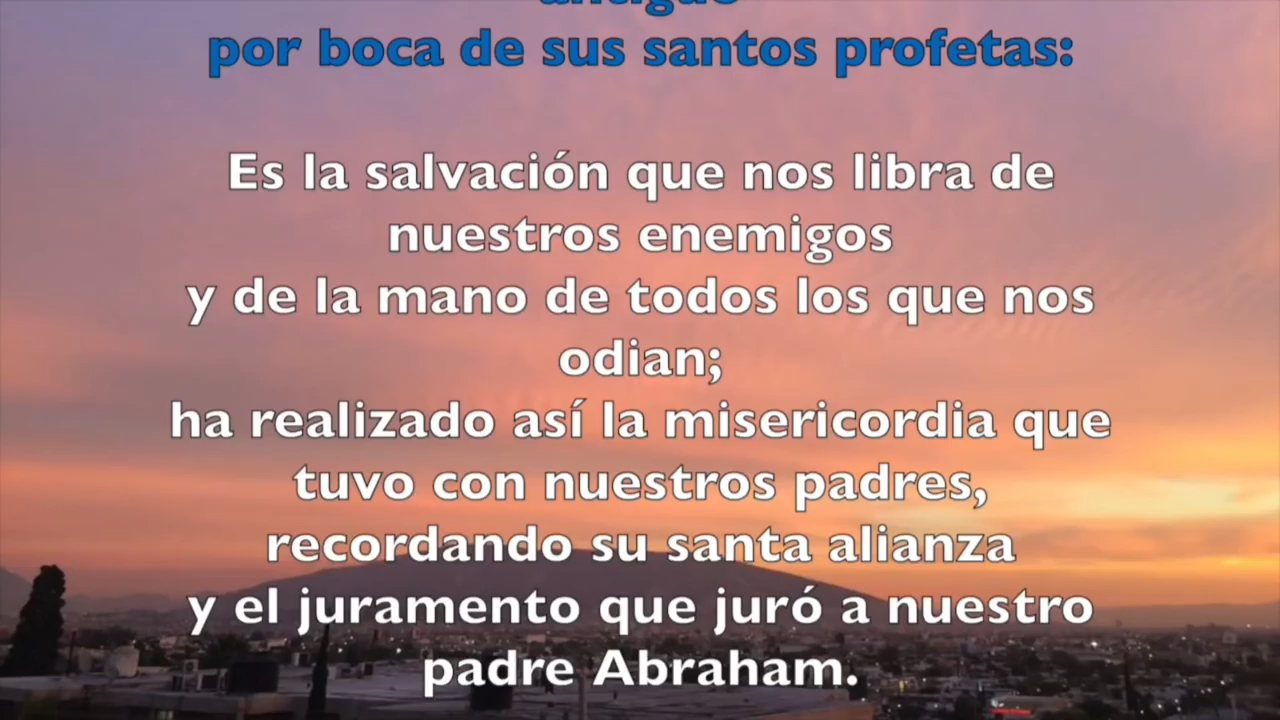 por boca de sus santos profetas:
Es la salvación que nos libra de
nuestros enemigos
y de la mano de todos los que nos
odian;
ha realizado así la misericordia que
tuvo con nuestros padres,
recordando su santa alianza
y el juramento que juró a nuestro
padre Abraham.